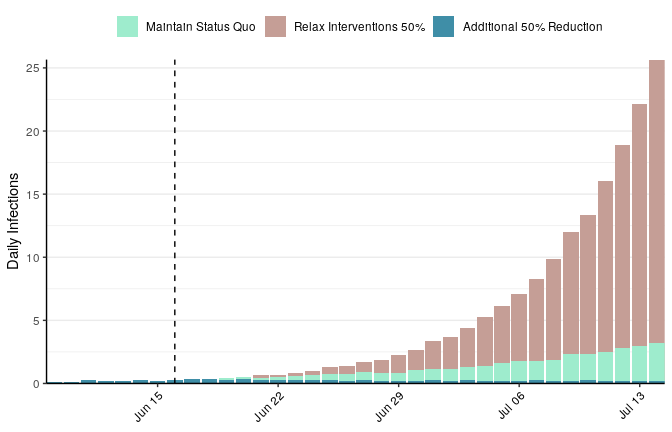 Maintain Status Quo Relax Interventions 50% Additional 50% Reduction
Daily Infections
25
20
15
10
5
0
Jun 15 Jun 22 Jun 29 Jul 06 Jul 13